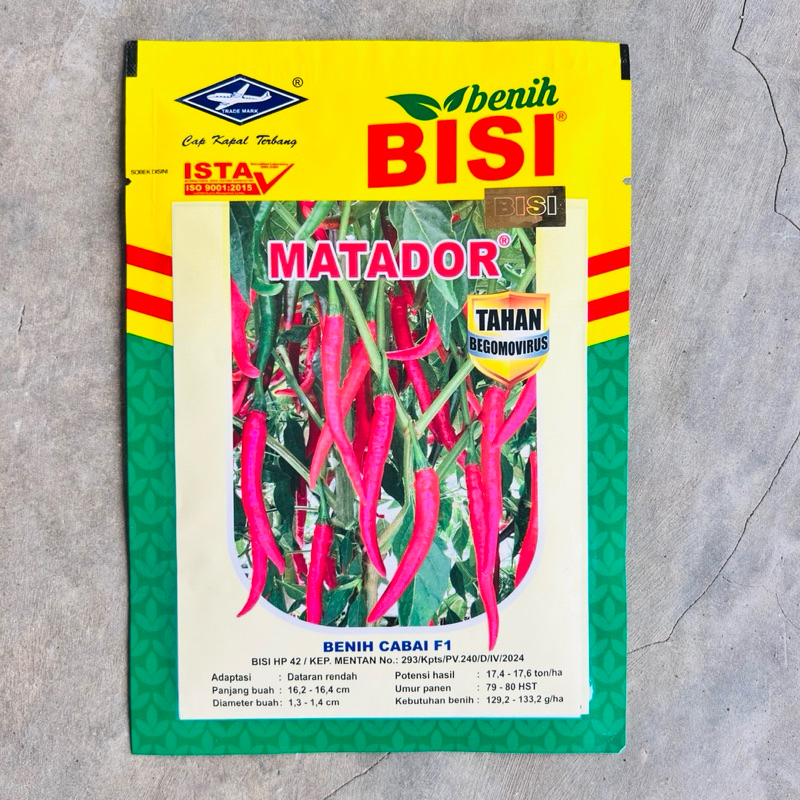 benih
BISI®
TRADE MARK
®
Cap Kapal Terbang
SOBEK DISINI
ISTA
ISO 9001:2015
BISI
MATADOR®
TAHAN
BEGOMOVIRUS
BENIH CABAI F1
BISI HP 42 / KEP. MENTAN No.: 293/Kpts/PV.240/D/IV/2024
Adaptasi : Dataran rendah
Panjang buah : 16,2 - 16,4 cm
Diameter buah : 1,3 - 1,4 cm
Potensi hasil : 17,4 - 17,6 ton/ha
Umur panen : 79 - 80 HST
Kebutuhan benih : 129,2 - 133,2 g/ha